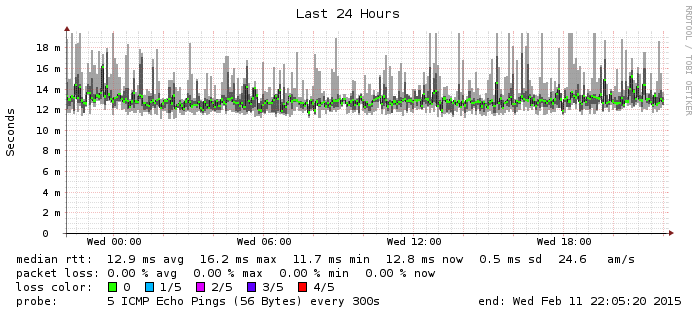 Last 24 Hours
RRDTOOL / TOBI OETIKER
Seconds
18 m
16 m
14 m
12 m
10 m
8 m
6 m
4 m
2 m
0
Wed 00:00 Wed 06:00 Wed 12:00 Wed 18:00
median rtt: 12.9 ms avg 16.2 ms max 11.7 ms min 12.8 ms now 0.5 ms sd 24.6 am/s
packet loss: 0.00 % avg 0.00 % max 0.00 % min 0.00 % now
loss color: 0 1/5 2/5 3/5 4/5
probe: 5 ICMP Echo Pings (56 Bytes) every 300s end: Wed Feb 11 22:05:20 2015